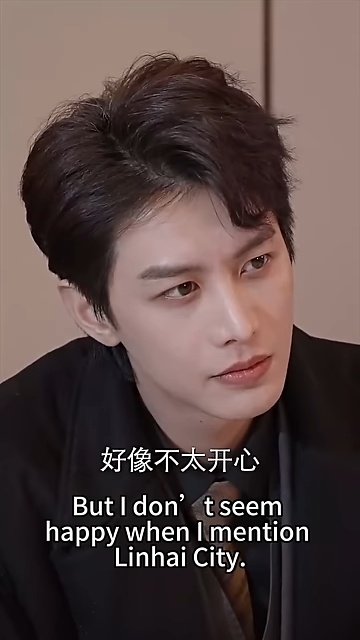 好像不太开心
But I don't seem
happy when I mention
Linhai City.